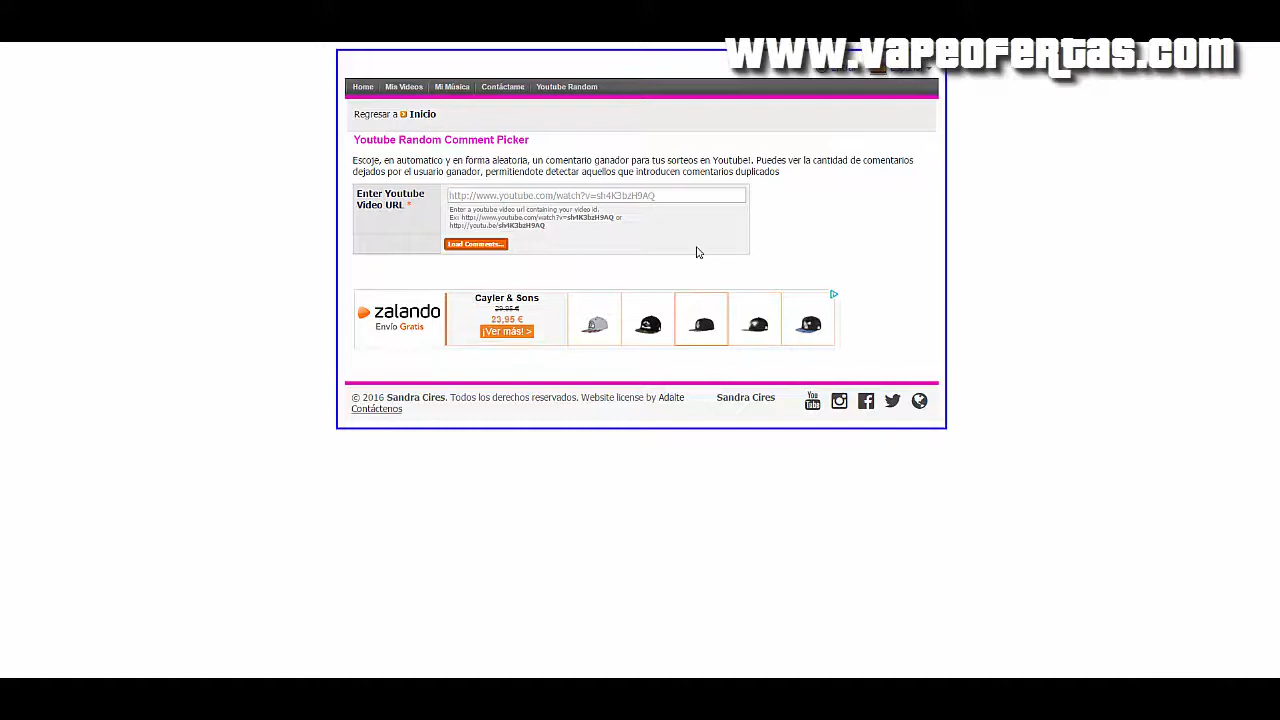 www.vapeofertas.com
Home Mis Videos Mi Música Contáctame Youtube Random
Regresar a Inicio
Youtube Random Comment Picker
Escoje, en automatico y en forma aleatoria, un comentario ganador para tus sorteos en Youtube!. Puedes ver la cantidad de comentarios
dejados por el usuario ganador, permitiendote detectar aquellos que introducen comentarios duplicados
Enter Youtube
Video URL *
http://www.youtube.com/watch?v=sh4K3bzH9AQ
Enter a youtube video url containing your video id.
Ex: http://www.youtube.com/watch?v=sh4K3bzH9AQ or
http://youtu.be/sh4K3bzH9AQ
Load Comments...
zalando
Envío Gratis
Cayler & Sons
29,95 €
23,95 €
¡Ver más! >
© 2016 Sandra Cires. Todos los derechos reservados. Website license by Adalte
Contáctenos
Sandra Cires
You
Tube